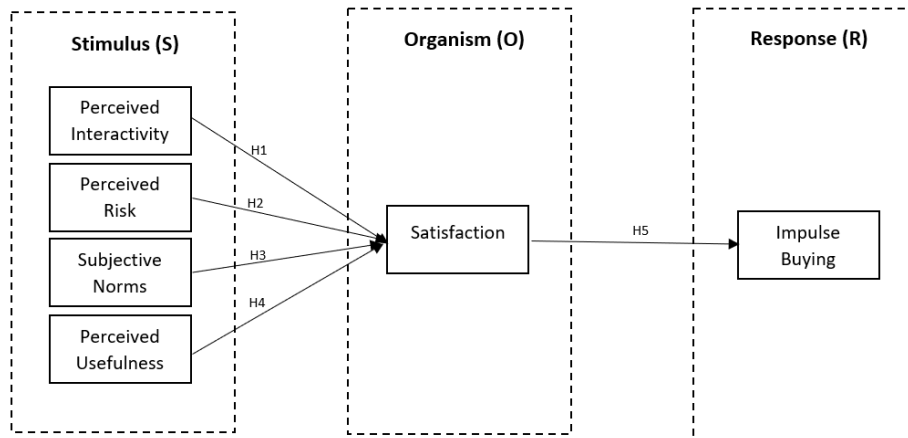 Stimulus (S)
Organism (O)
Response (R)
Perceived
Interactivity
H1
Perceived
Risk
H2
Satisfaction
H5
Impulse
Buying
Subjective
Norms
H3
H4
Perceived
Usefulness